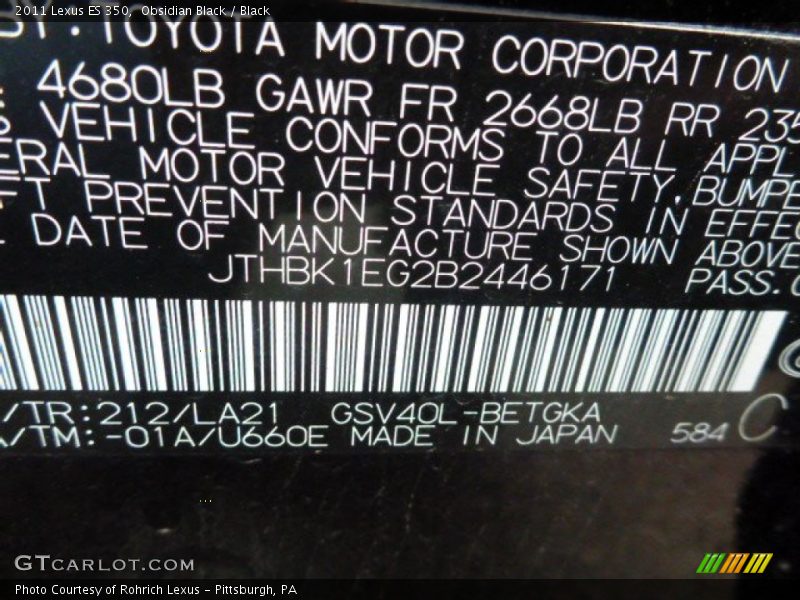 2011 Lexus ES 350, Obsidian Black / Black
TOYOTA MOTOR CORPORATION
4680LB GAWR FR 2668LB RR 235
VEHICLE CONFORMS TO ALL APPL
ERAL MOTOR VEHICLE SAFETY, BUMPE
FT PREVENTION STANDARDS IN EFFEC
DATE OF MANUFACTURE SHOWN ABOVE
JTHBK1EG2B2446171 PASS.
/TR:212/LA21 GSV40L-BETGKA
A/TM:-01A/U660E MADE IN JAPAN 584 C
GTCARLOT.COM
Photo Courtesy of Rohrich Lexus - Pittsburgh, PA